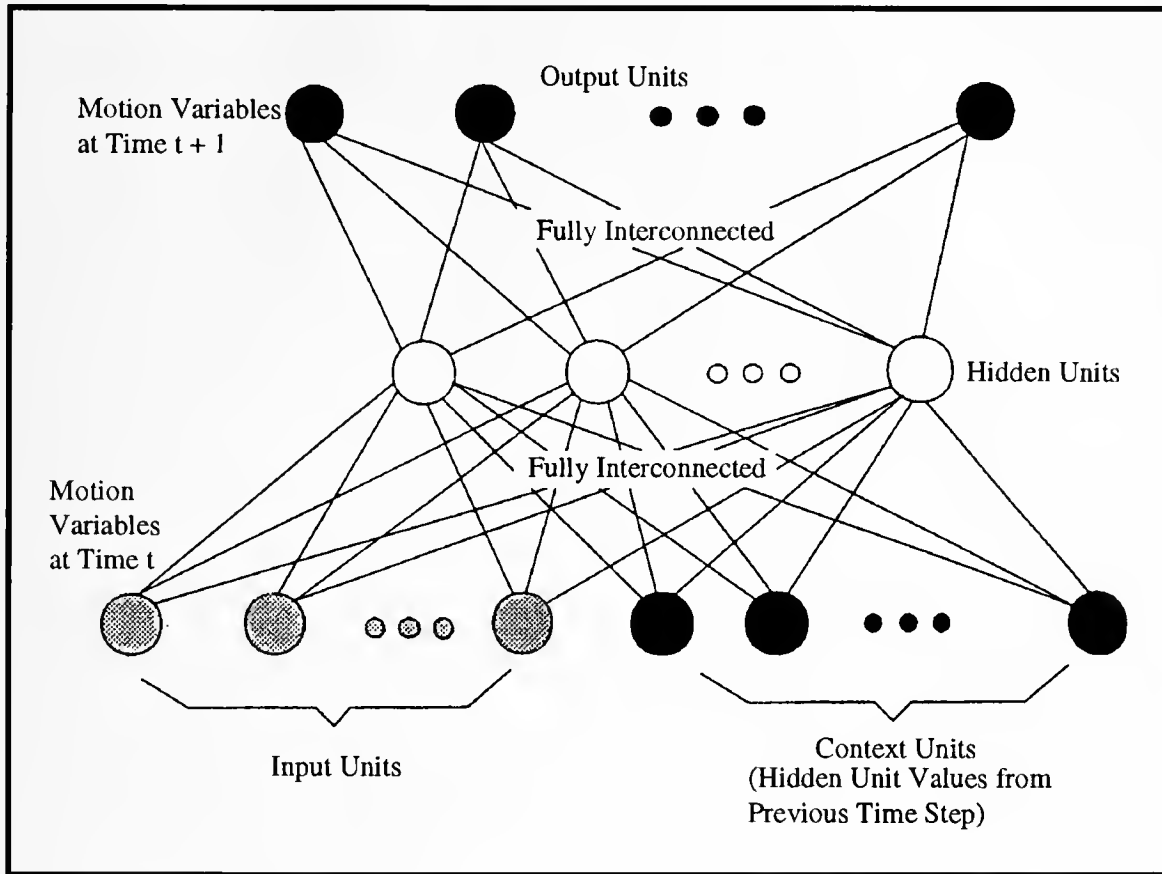 Output Units
Motion Variables
at Time t + 1
Fully Interconnected
Hidden Units
Fully Interconnected
Motion
Variables
at Time t
Input Units
Context Units
(Hidden Unit Values from
Previous Time Step)